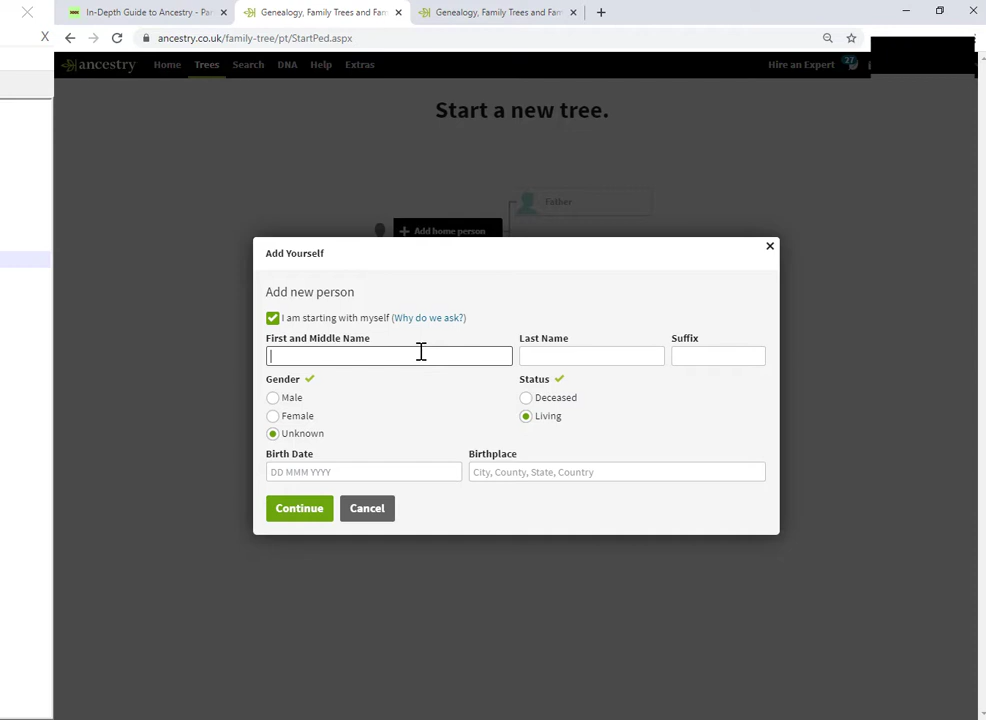 In-Depth Guide to Ancestry - Par
Genealogy, Family Trees and Fam
Genealogy, Family Trees and Fam
ancestry.co.uk/family-tree/pt/StartPed.aspx
ancestry Home Trees Search DNA Help Extras Hire an Expert 27
Start a new tree.
Father
+ Add home person
Add Yourself
Add new person
I am starting with myself (Why do we ask?)
First and Middle Name Last Name Suffix
Gender Status
Male Deceased
Female Living
Unknown
Birth Date Birthplace
DD MMM YYYY City, County, State, Country
Continue Cancel